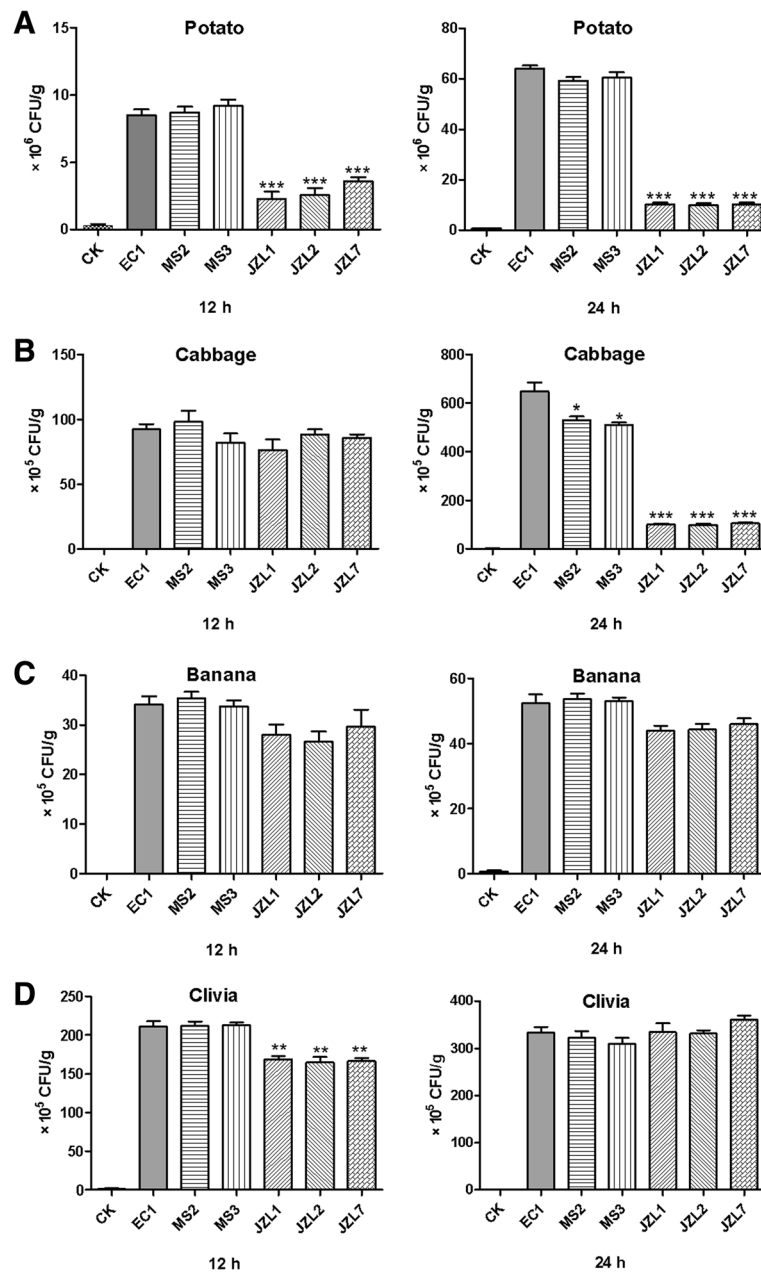 A
Potato
× 10⁶ CFU/g
15
10
5
0
***
***
***
CK
EC1
MS2
MS3
JZL1
JZL2
JZL7
12 h
Potato
× 10⁶ CFU/g
80
60
40
20
0
***
***
***
CK
EC1
MS2
MS3
JZL1
JZL2
JZL7
24 h
B
Cabbage
× 10⁵ CFU/g
150
100
50
0
CK
EC1
MS2
MS3
JZL1
JZL2
JZL7
12 h
Cabbage
× 10⁵ CFU/g
800
600
400
200
0
*
*
***
***
***
CK
EC1
MS2
MS3
JZL1
JZL2
JZL7
24 h
C
Banana
× 10⁵ CFU/g
40
30
20
10
0
CK
EC1
MS2
MS3
JZL1
JZL2
JZL7
12 h
Banana
× 10⁵ CFU/g
60
40
20
0
CK
EC1
MS2
MS3
JZL1
JZL2
JZL7
24 h
D
Clivia
× 10⁵ CFU/g
250
200
150
100
50
0
**
**
**
CK
EC1
MS2
MS3
JZL1
JZL2
JZL7
12 h
Clivia
× 10⁵ CFU/g
400
300
200
100
0
CK
EC1
MS2
MS3
JZL1
JZL2
JZL7
24 h